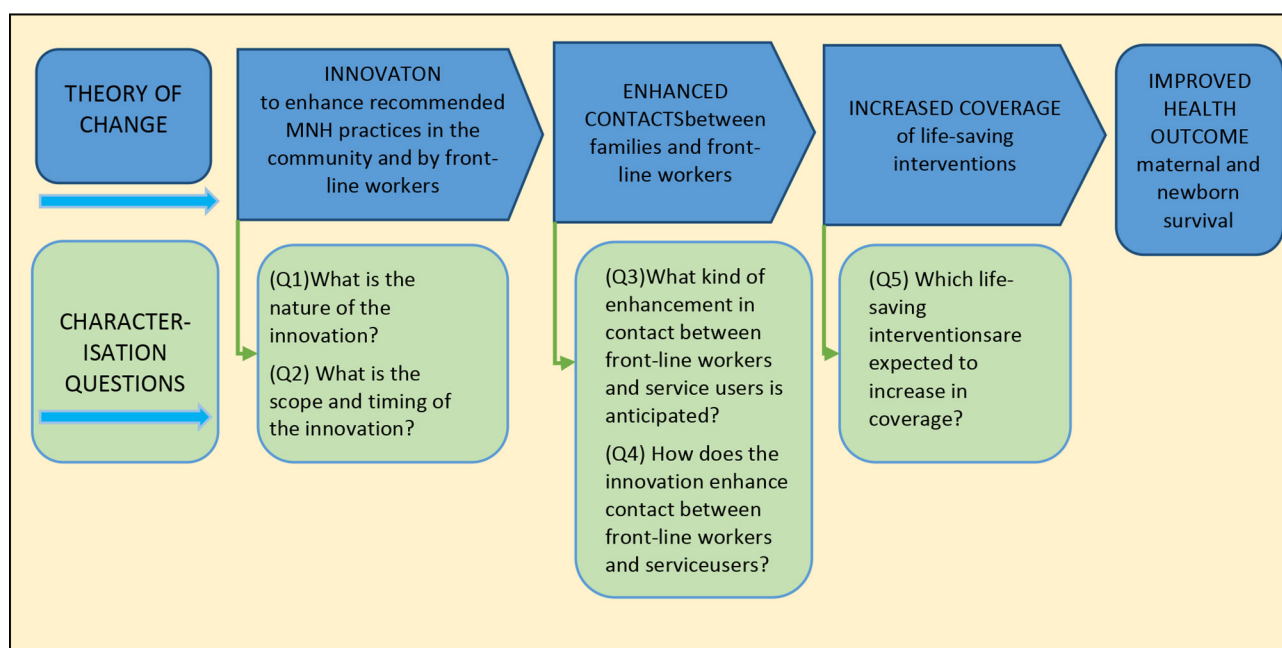 THEORY OF
CHANGE
INNOVATON
to enhance recommended
MNH practices in the
community and by front-
line workers
ENHANCED
CONTACTSbetween
families and front-
line workers
INCREASED COVERAGE
of life-saving
interventions
IMPROVED
HEALTH
OUTCOME
maternal and
newborn
survival
CHARACTER-
ISATION
QUESTIONS
(Q1)What is the
nature of the
innovation?
(Q2) What is the
scope and timing of
the innovation?
(Q3)What kind of
enhancement in
contact between
front-line workers
and service users is
anticipated?
(Q4) How does the
innovation enhance
contact between
front-line workers
and serviceusers?
(Q5) Which life-
saving
interventionsare
expected to
increase in
coverage?